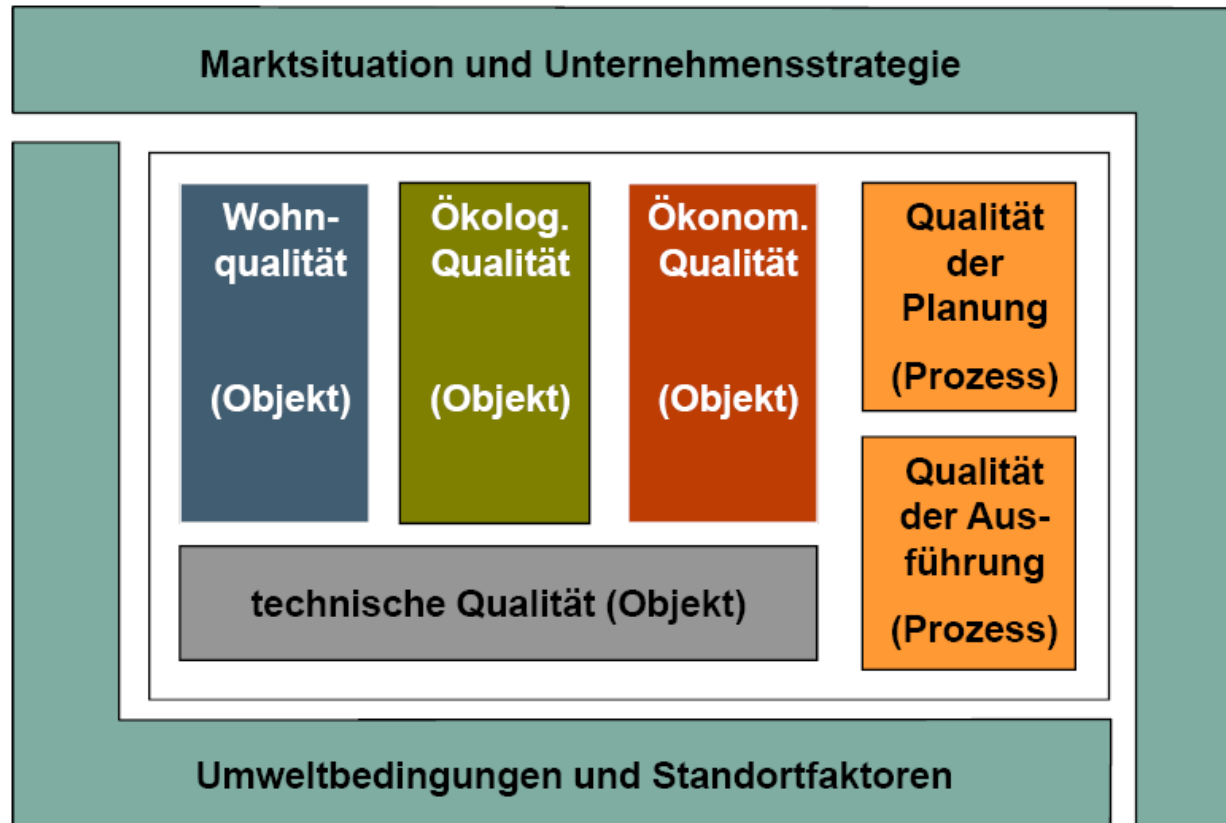 Marktsituation und Unternehmensstrategie
Wohn-
qualität
(Objekt)
Ökolog.
Qualität
(Objekt)
Ökonom.
Qualität
(Objekt)
Qualität
der
Planung
(Prozess)
technische Qualität (Objekt)
Qualität
der Aus-
führung
(Prozess)
Umweltbedingungen und Standortfaktoren